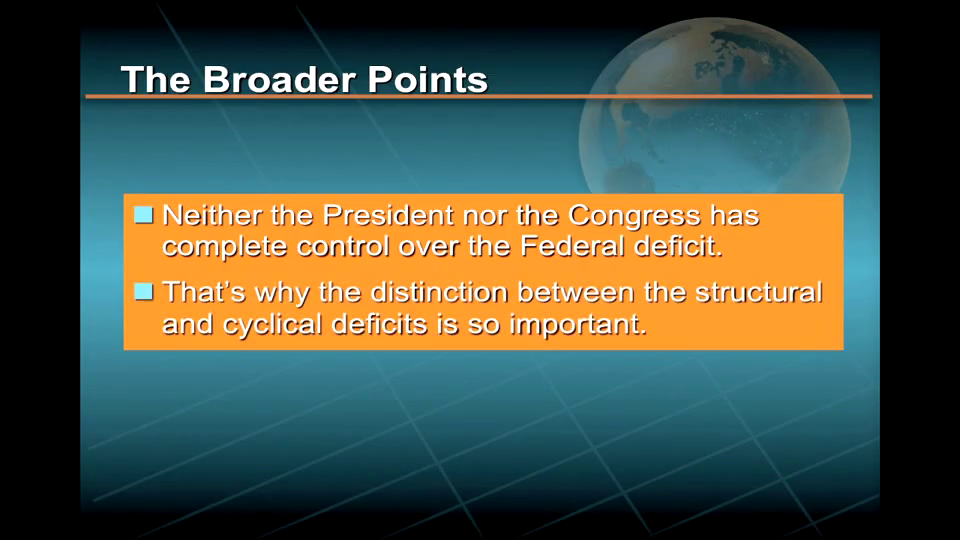 The Broader Points
Neither the President nor the Congress has
complete control over the Federal deficit.
That's why the distinction between the structural
and cyclical deficits is so important.